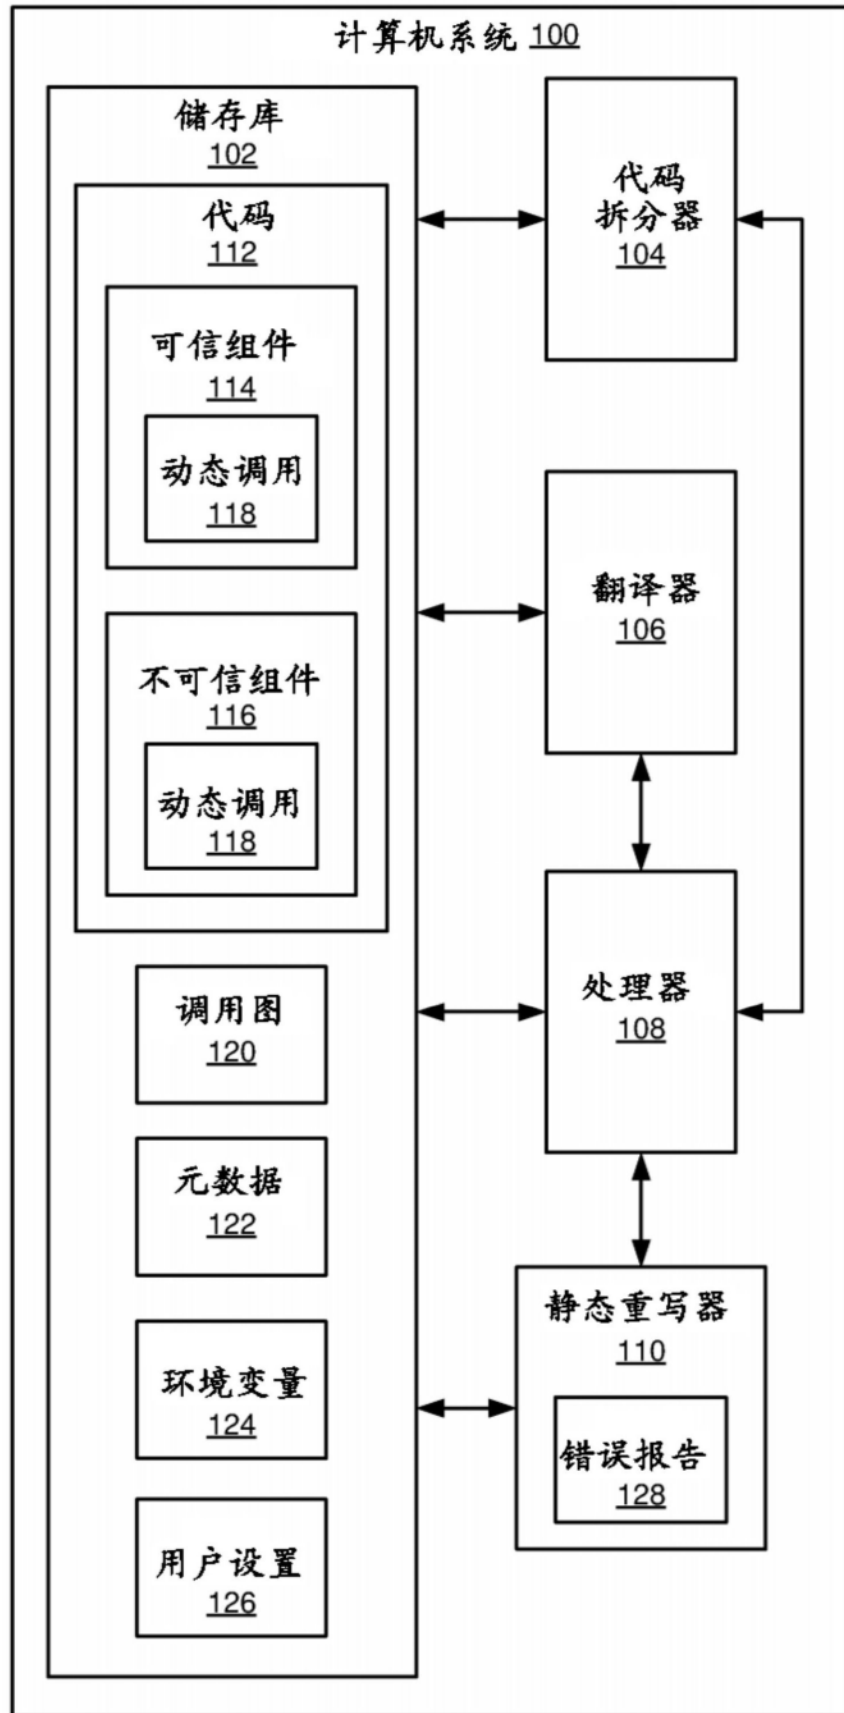 计算机系统 100
储存库
102
代码
112
可信组件
114
动态调用
118
不可信组件
116
动态调用
118
调用图
120
元数据
122
环境变量
124
用户设置
126
代码
拆分器
104
翻译器
106
处理器
108
静态重写器
110
错误报告
128